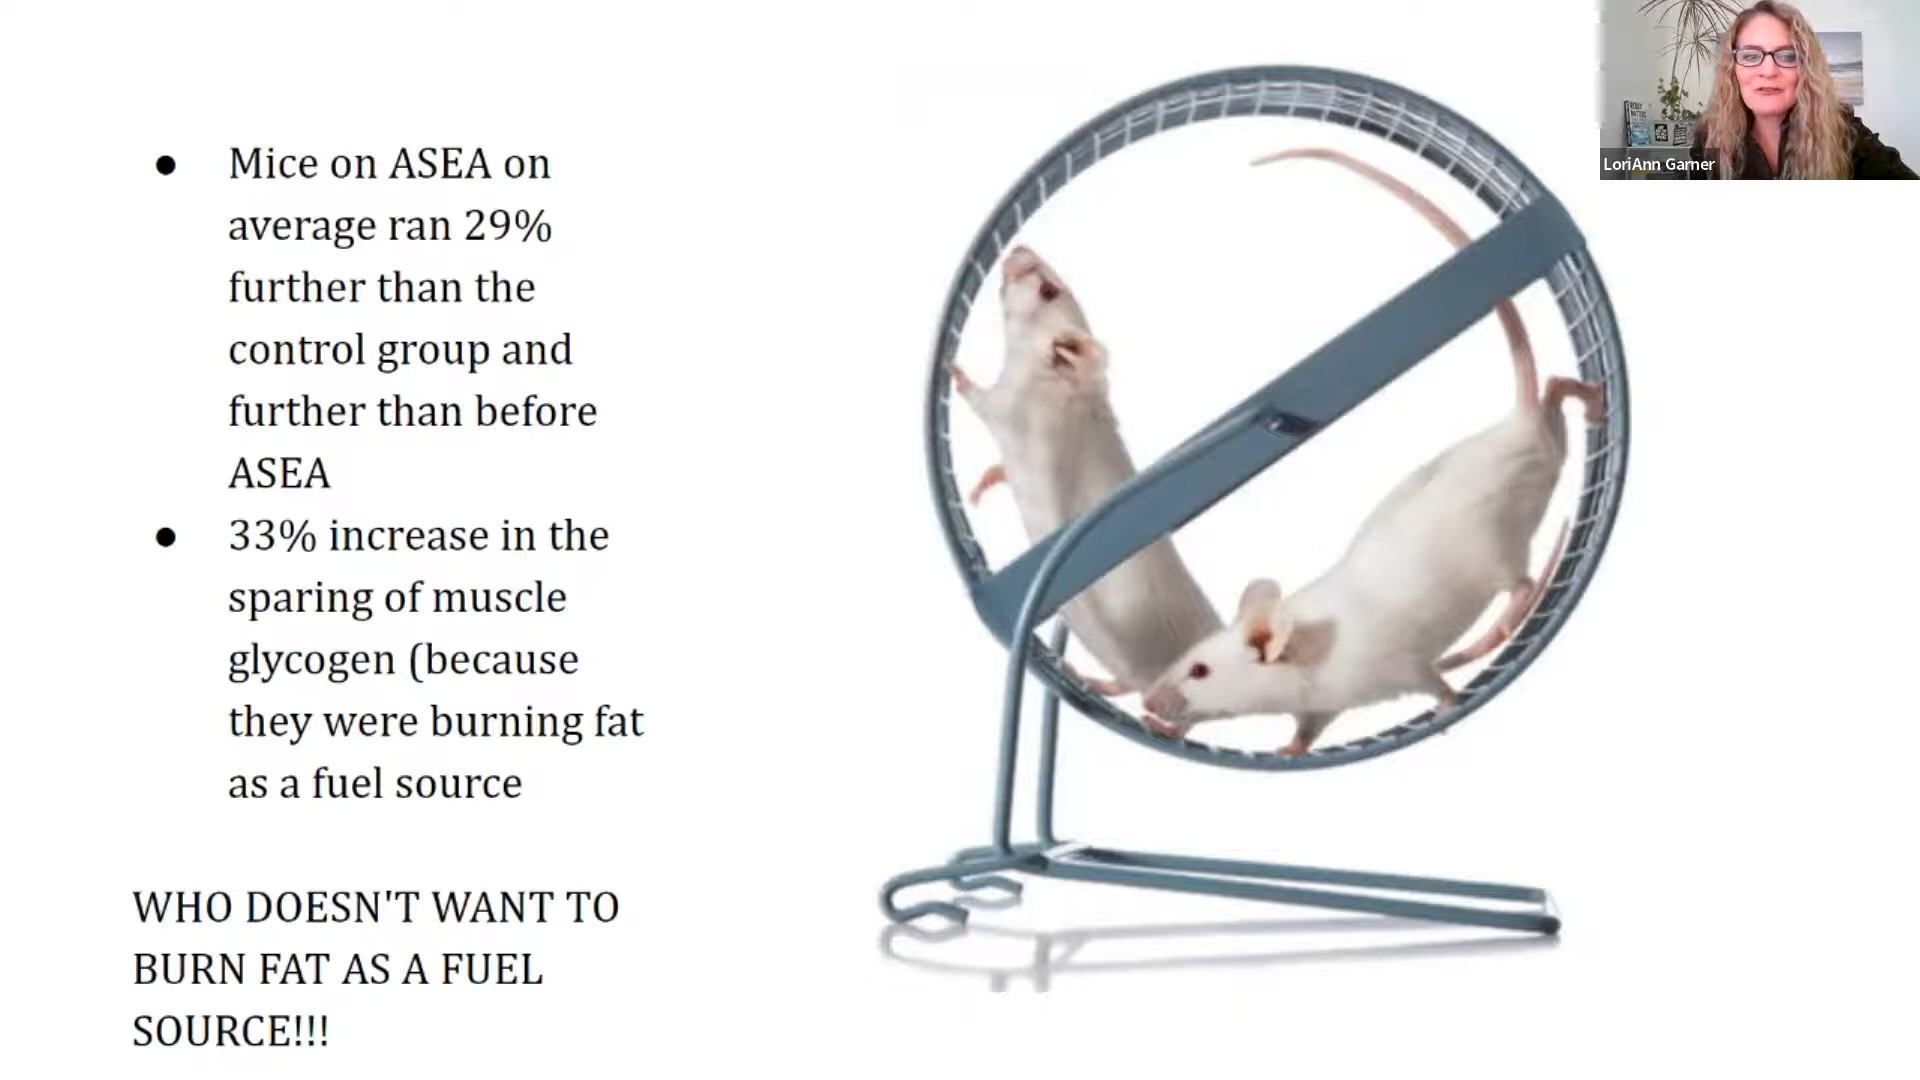 ● Mice on ASEA on
average ran 29%
further than the
control group and
further than before
ASEA
● 33% increase in the
sparing of muscle
glycogen (because
they were burning fat
as a fuel source
WHO DOESN'T WANT TO
BURN FAT AS A FUEL
SOURCE!!!
LoriAnn Garner